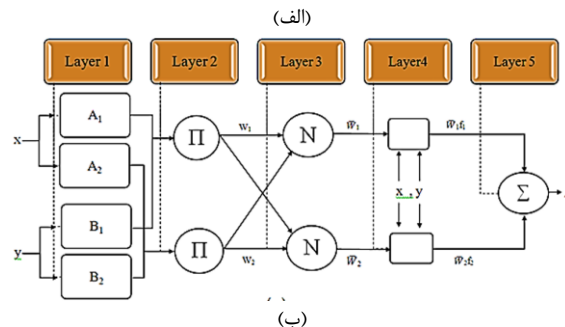 (الف)
Layer 1 Layer 2 Layer 3 Layer4 Layer 5
A₁
x Π w₁ N w̅₁ w̅₁f₁
A₂
x , y Σ
B₁
y Π w₂ N w̅₂ w̅₂f₂
B₂
(ب)